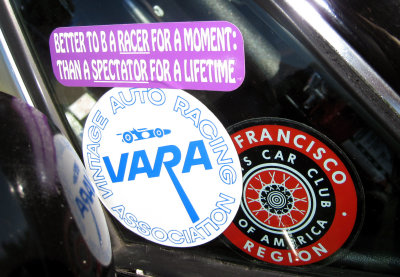 BETTER TO B A RACER FOR A MOMENT:
THAN A SPECTATOR FOR A LIFETIME
VINTAGE AUTO RACING
VARA
ASSOCIATION
FRANCISCO
S CAR CLUB
OF AMERICA
REGION